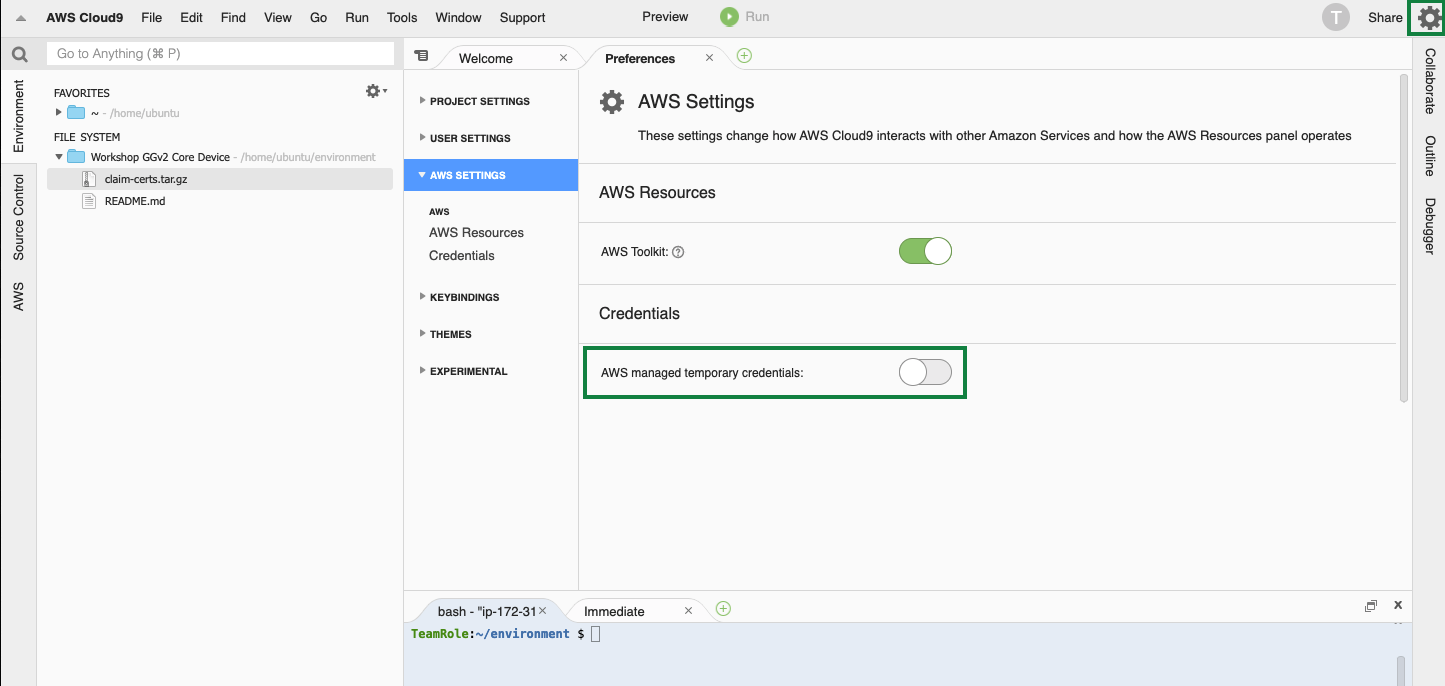 AWS Cloud9 File Edit Find View Go Run Tools Window Support Preview Run T Share
Go to Anything (⌘ P)
Welcome
Preferences
Environment
Source Control
AWS
FAVORITES
~ - /home/ubuntu
FILE SYSTEM
Workshop GGv2 Core Device - /home/ubuntu/environment
claim-certs.tar.gz
README.md
PROJECT SETTINGS
USER SETTINGS
AWS SETTINGS
AWS
AWS Resources
Credentials
KEYBINDINGS
THEMES
EXPERIMENTAL
AWS Settings
These settings change how AWS Cloud9 interacts with other Amazon Services and how the AWS Resources panel operates
AWS Resources
AWS Toolkit: ?
Credentials
AWS managed temporary credentials:
Collaborate
Outline
Debugger
bash - "ip-172-31
Immediate
TeamRole:~/environment $